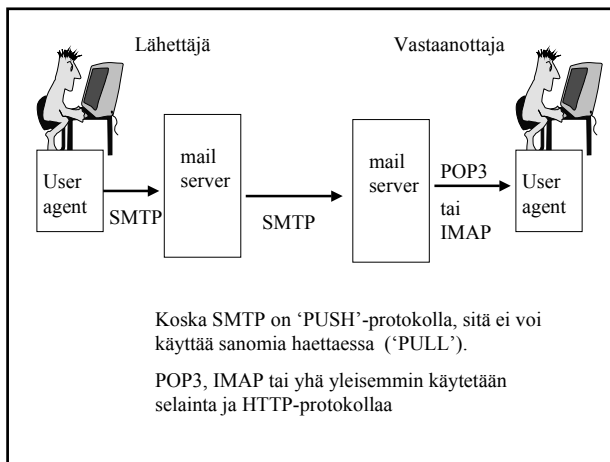 Lähettäjä
Vastaanottaja
User
agent
SMTP
mail
server
SMTP
mail
server
POP3
tai
IMAP
User
agent
Koska SMTP on ‘PUSH’-protokolla, sitä ei voi
käyttää sanomia haettaessa (‘PULL’).
POP3, IMAP tai yhä yleisemmin käytetään
selainta ja HTTP-protokollaa